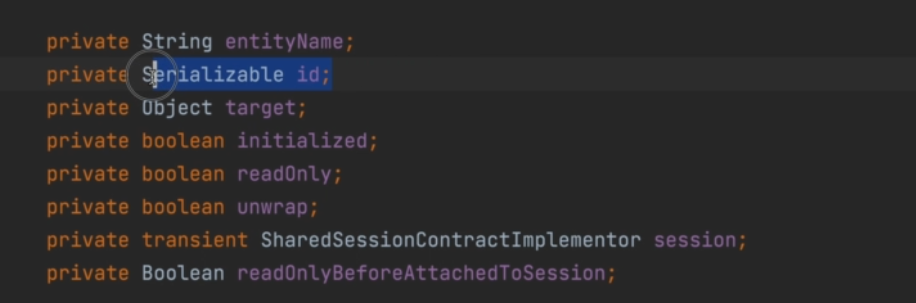 private String entityName;
private Serializable id;
private Object target;
private boolean initialized;
private boolean readOnly;
private boolean unwrap;
private transient SharedSessionContractImplementor session;
private Boolean readOnlyBeforeAttachedToSession;